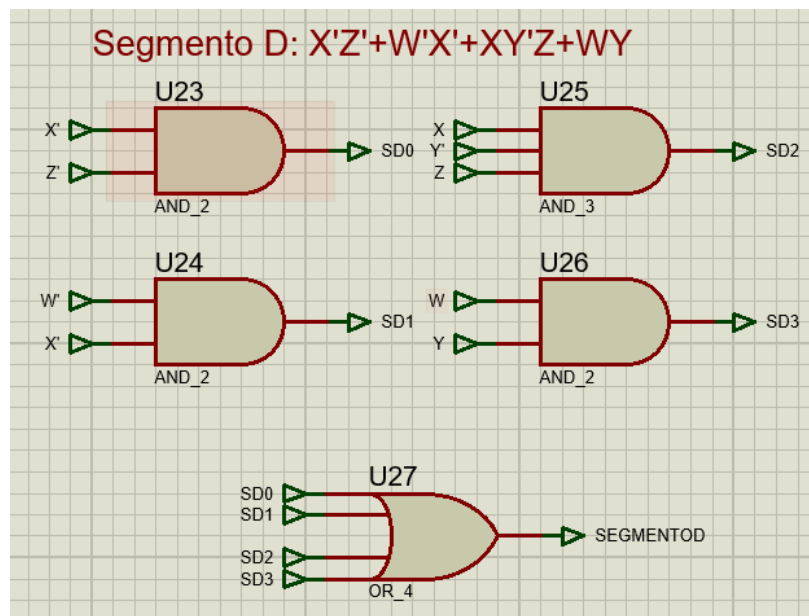 Segmento D: X'Z'+W'X'+XY'Z+WY
U23
X'
Z'
SD0
AND_2
U25
X
Y'
Z
SD2
AND_3
U24
W'
X'
SD1
AND_2
U26
W
Y
SD3
AND_2
U27
SD0
SD1
SD2
SD3
SEGMENTOD
OR_4